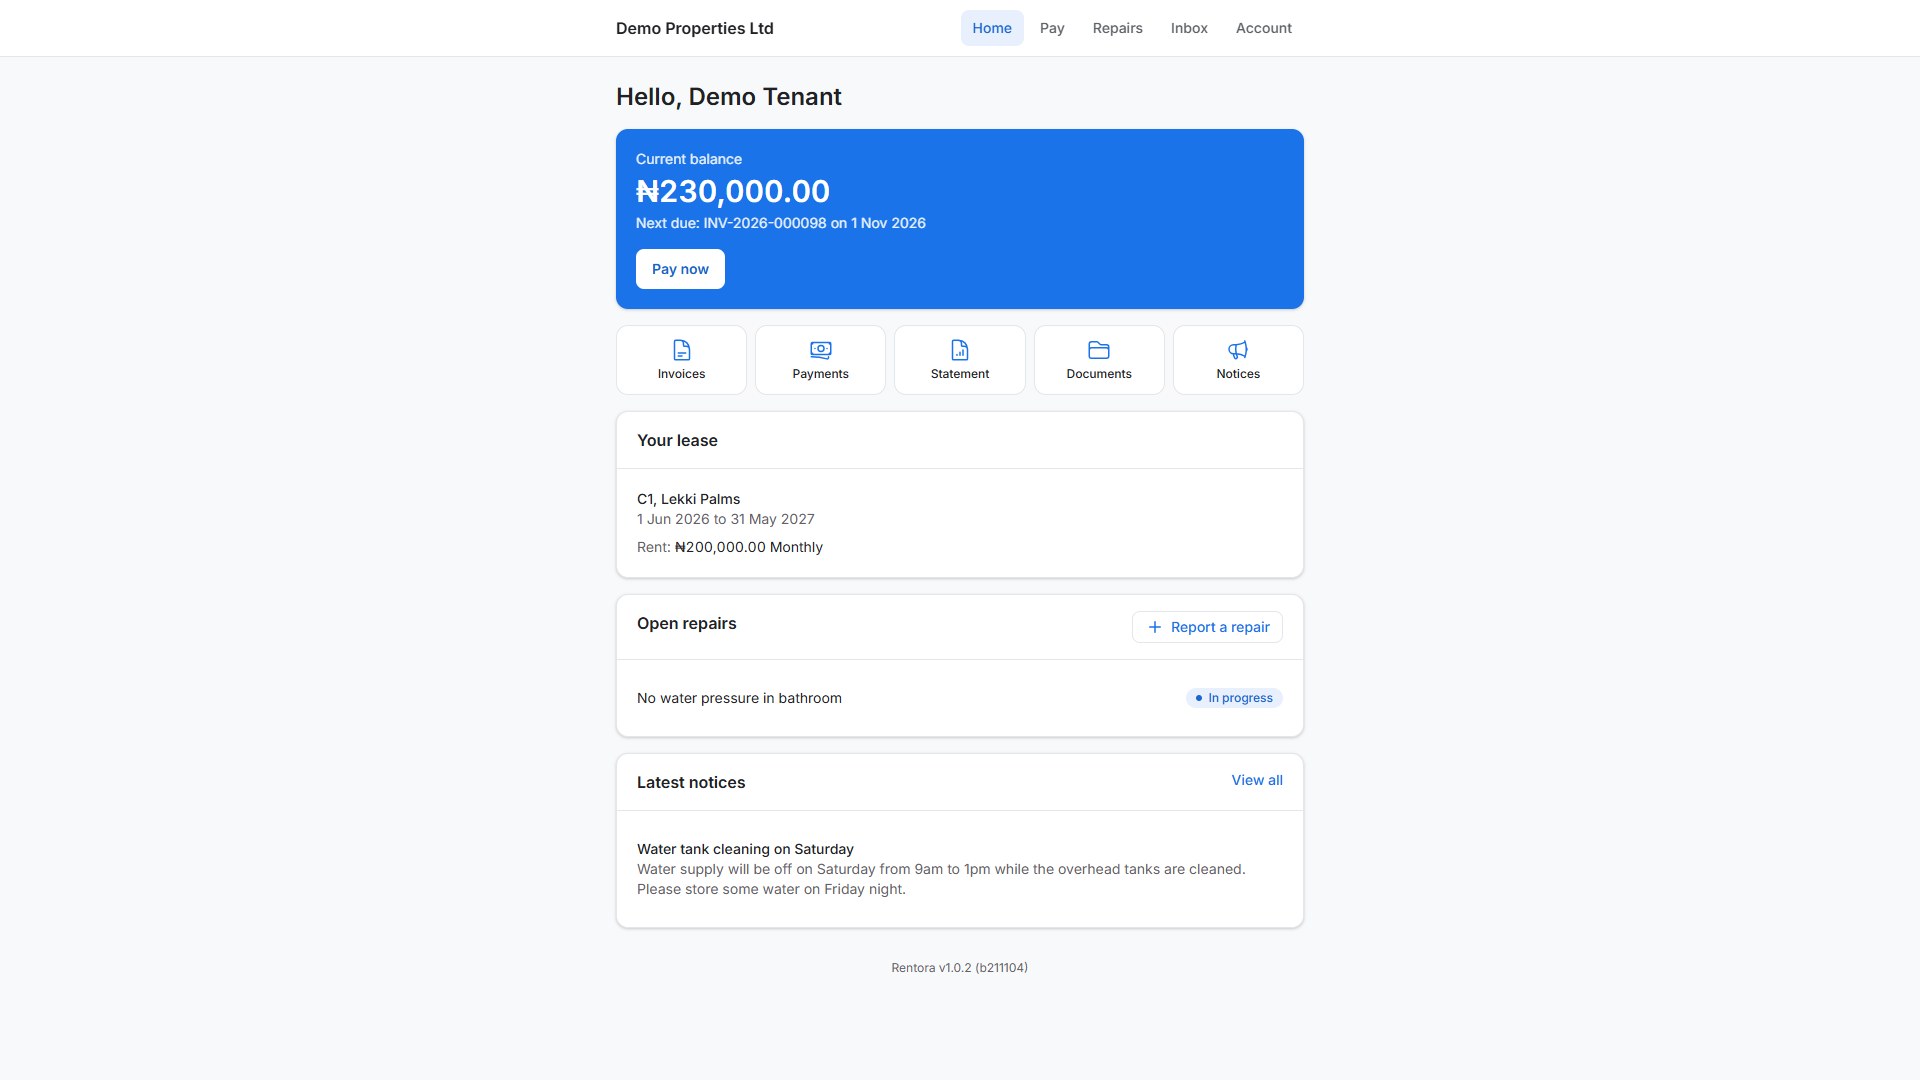 Demo Properties Ltd
Home
Pay
Repairs
Inbox
Account
Hello, Demo Tenant
Current balance
₦230,000.00
Next due: INV-2026-000098 on 1 Nov 2026
Pay now
Invoices
Payments
Statement
Documents
Notices
Your lease
C1, Lekki Palms
1 Jun 2026 to 31 May 2027
Rent: ₦200,000.00 Monthly
Open repairs
Report a repair
No water pressure in bathroom
In progress
Latest notices
View all
Water tank cleaning on Saturday
Water supply will be off on Saturday from 9am to 1pm while the overhead tanks are cleaned.
Please store some water on Friday night.
Rentora v1.0.2 (b211104)